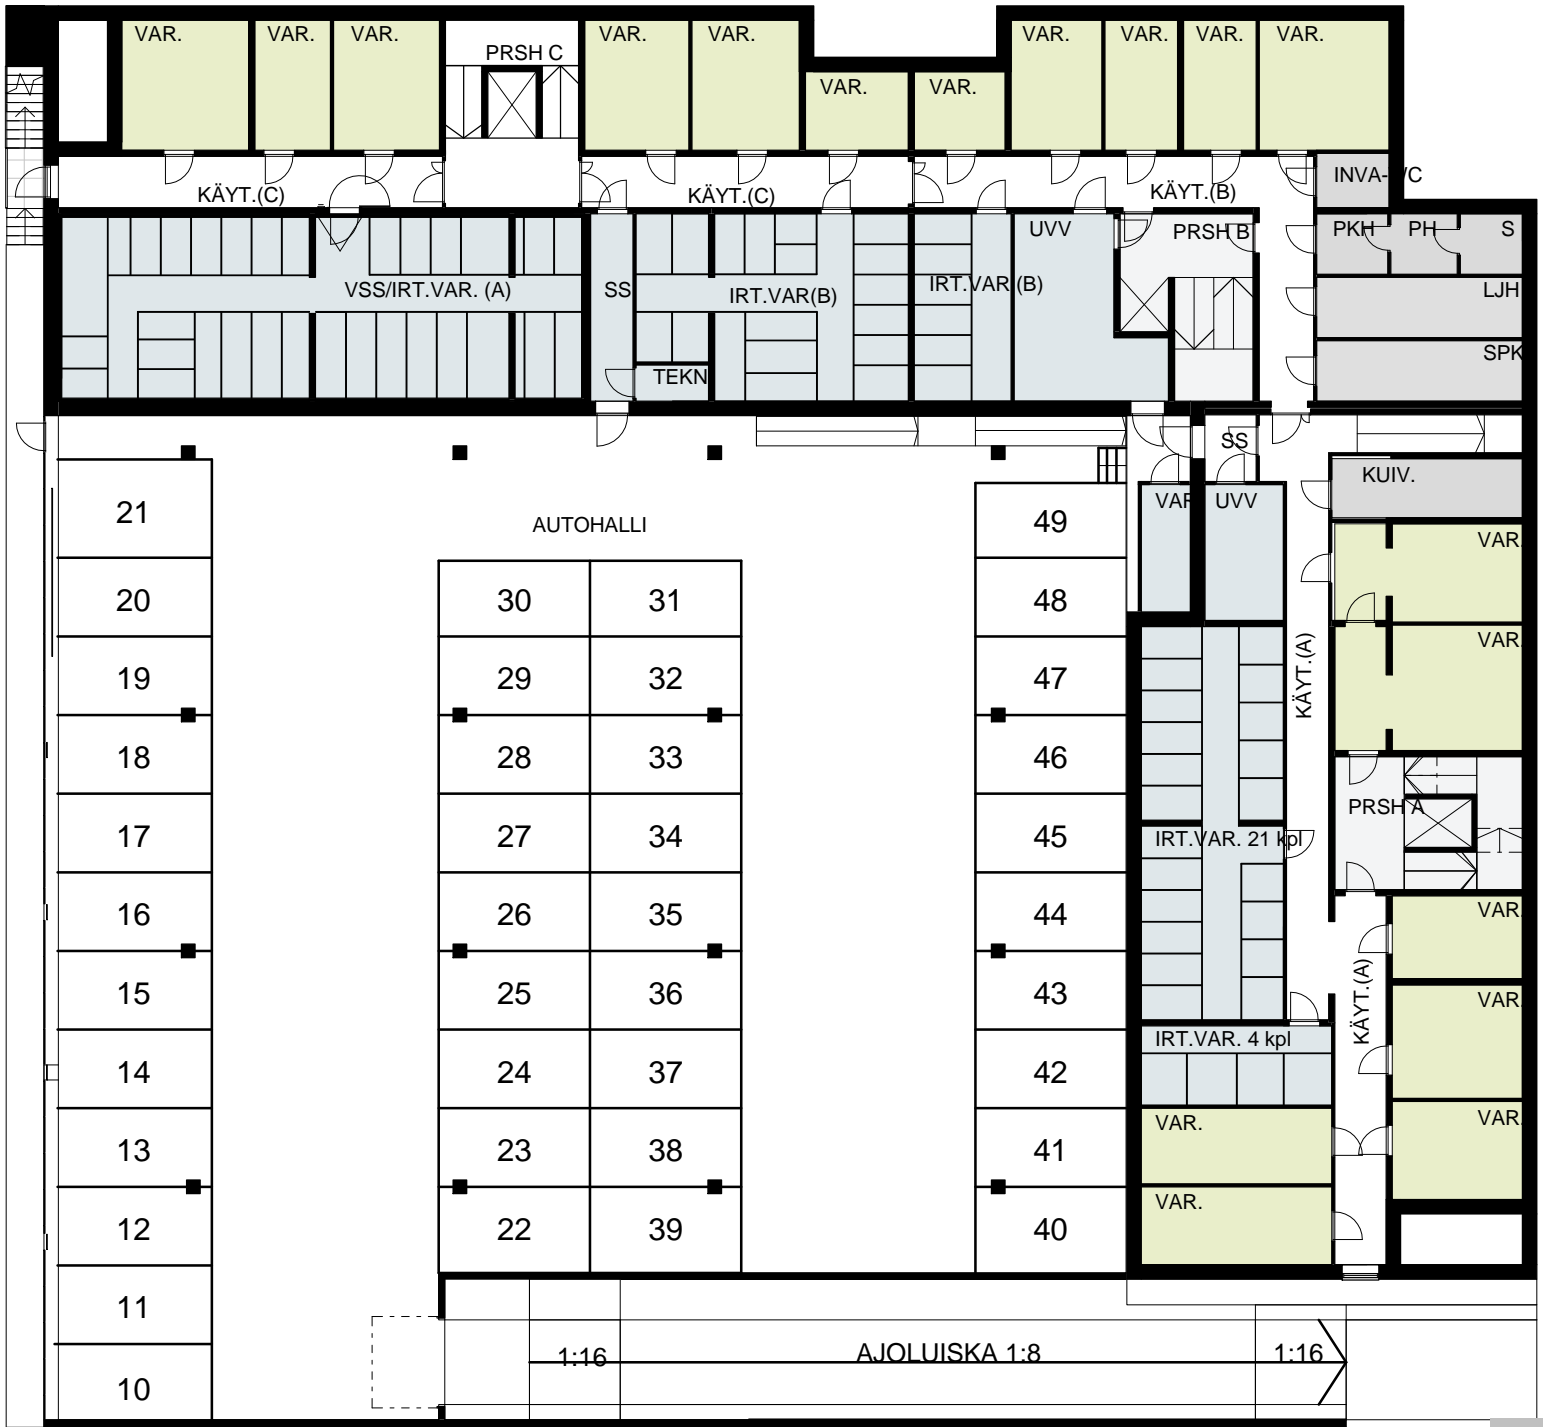 VAR.
VAR.
VAR.
PRSH C
VAR.
VAR.
VAR.
VAR.
VAR.
VAR.
VAR.
VAR.
KÄYT.(C)
KÄYT.(C)
KÄYT.(B)
INVA-WC
VSS/IRT.VAR. (A)
SS
IRT.VAR(B)
TEKN
IRT.VAR.(B)
UVV
PRSH B
PKH
PH
S
LJH
SPK
SS
KUIV.
VAR
UVV
VAR.
VAR.
KÄYT.(A)
PRSH A
IRT.VAR. 21 kpl
VAR.
KÄYT.(A)
VAR.
IRT.VAR. 4 kpl
VAR.
VAR.
VAR.
AUTOHALLI
21
20
19
18
17
16
15
14
13
12
11
10
30
29
28
27
26
25
24
23
22
31
32
33
34
35
36
37
38
39
49
48
47
46
45
44
43
42
41
40
1:16
AJOLUISKA 1:8
1:16